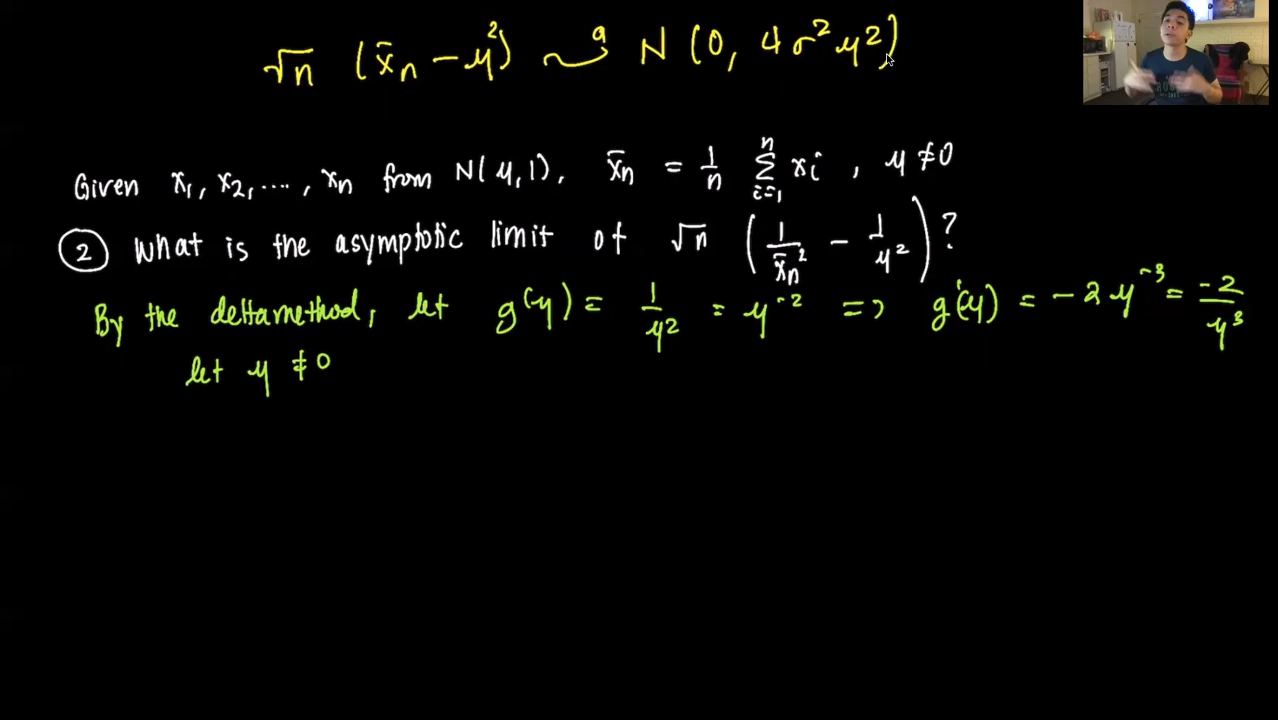 √n (x̄n − μ²) ⤳ᵃ N(0, 4σ²μ²)
Given x₁, x₂, ...., xn from N(μ,1). x̄n = 1/n Σ_{i=1}^{n} xi , μ ≠ 0
② What is the asymptotic limit of √n (1/x̄n² − 1/μ²)?
By the deltamethod, let g(μ) = 1/μ² = μ⁻² => g'(μ) = −2μ⁻³ = −2/μ³
let μ ≠ 0